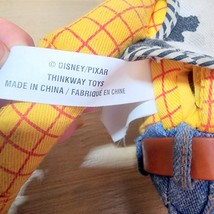 © DISNEY/PIXAR
THINKWAY TOYS
MADE IN CHINA / FABRIQUÉ EN CHINE